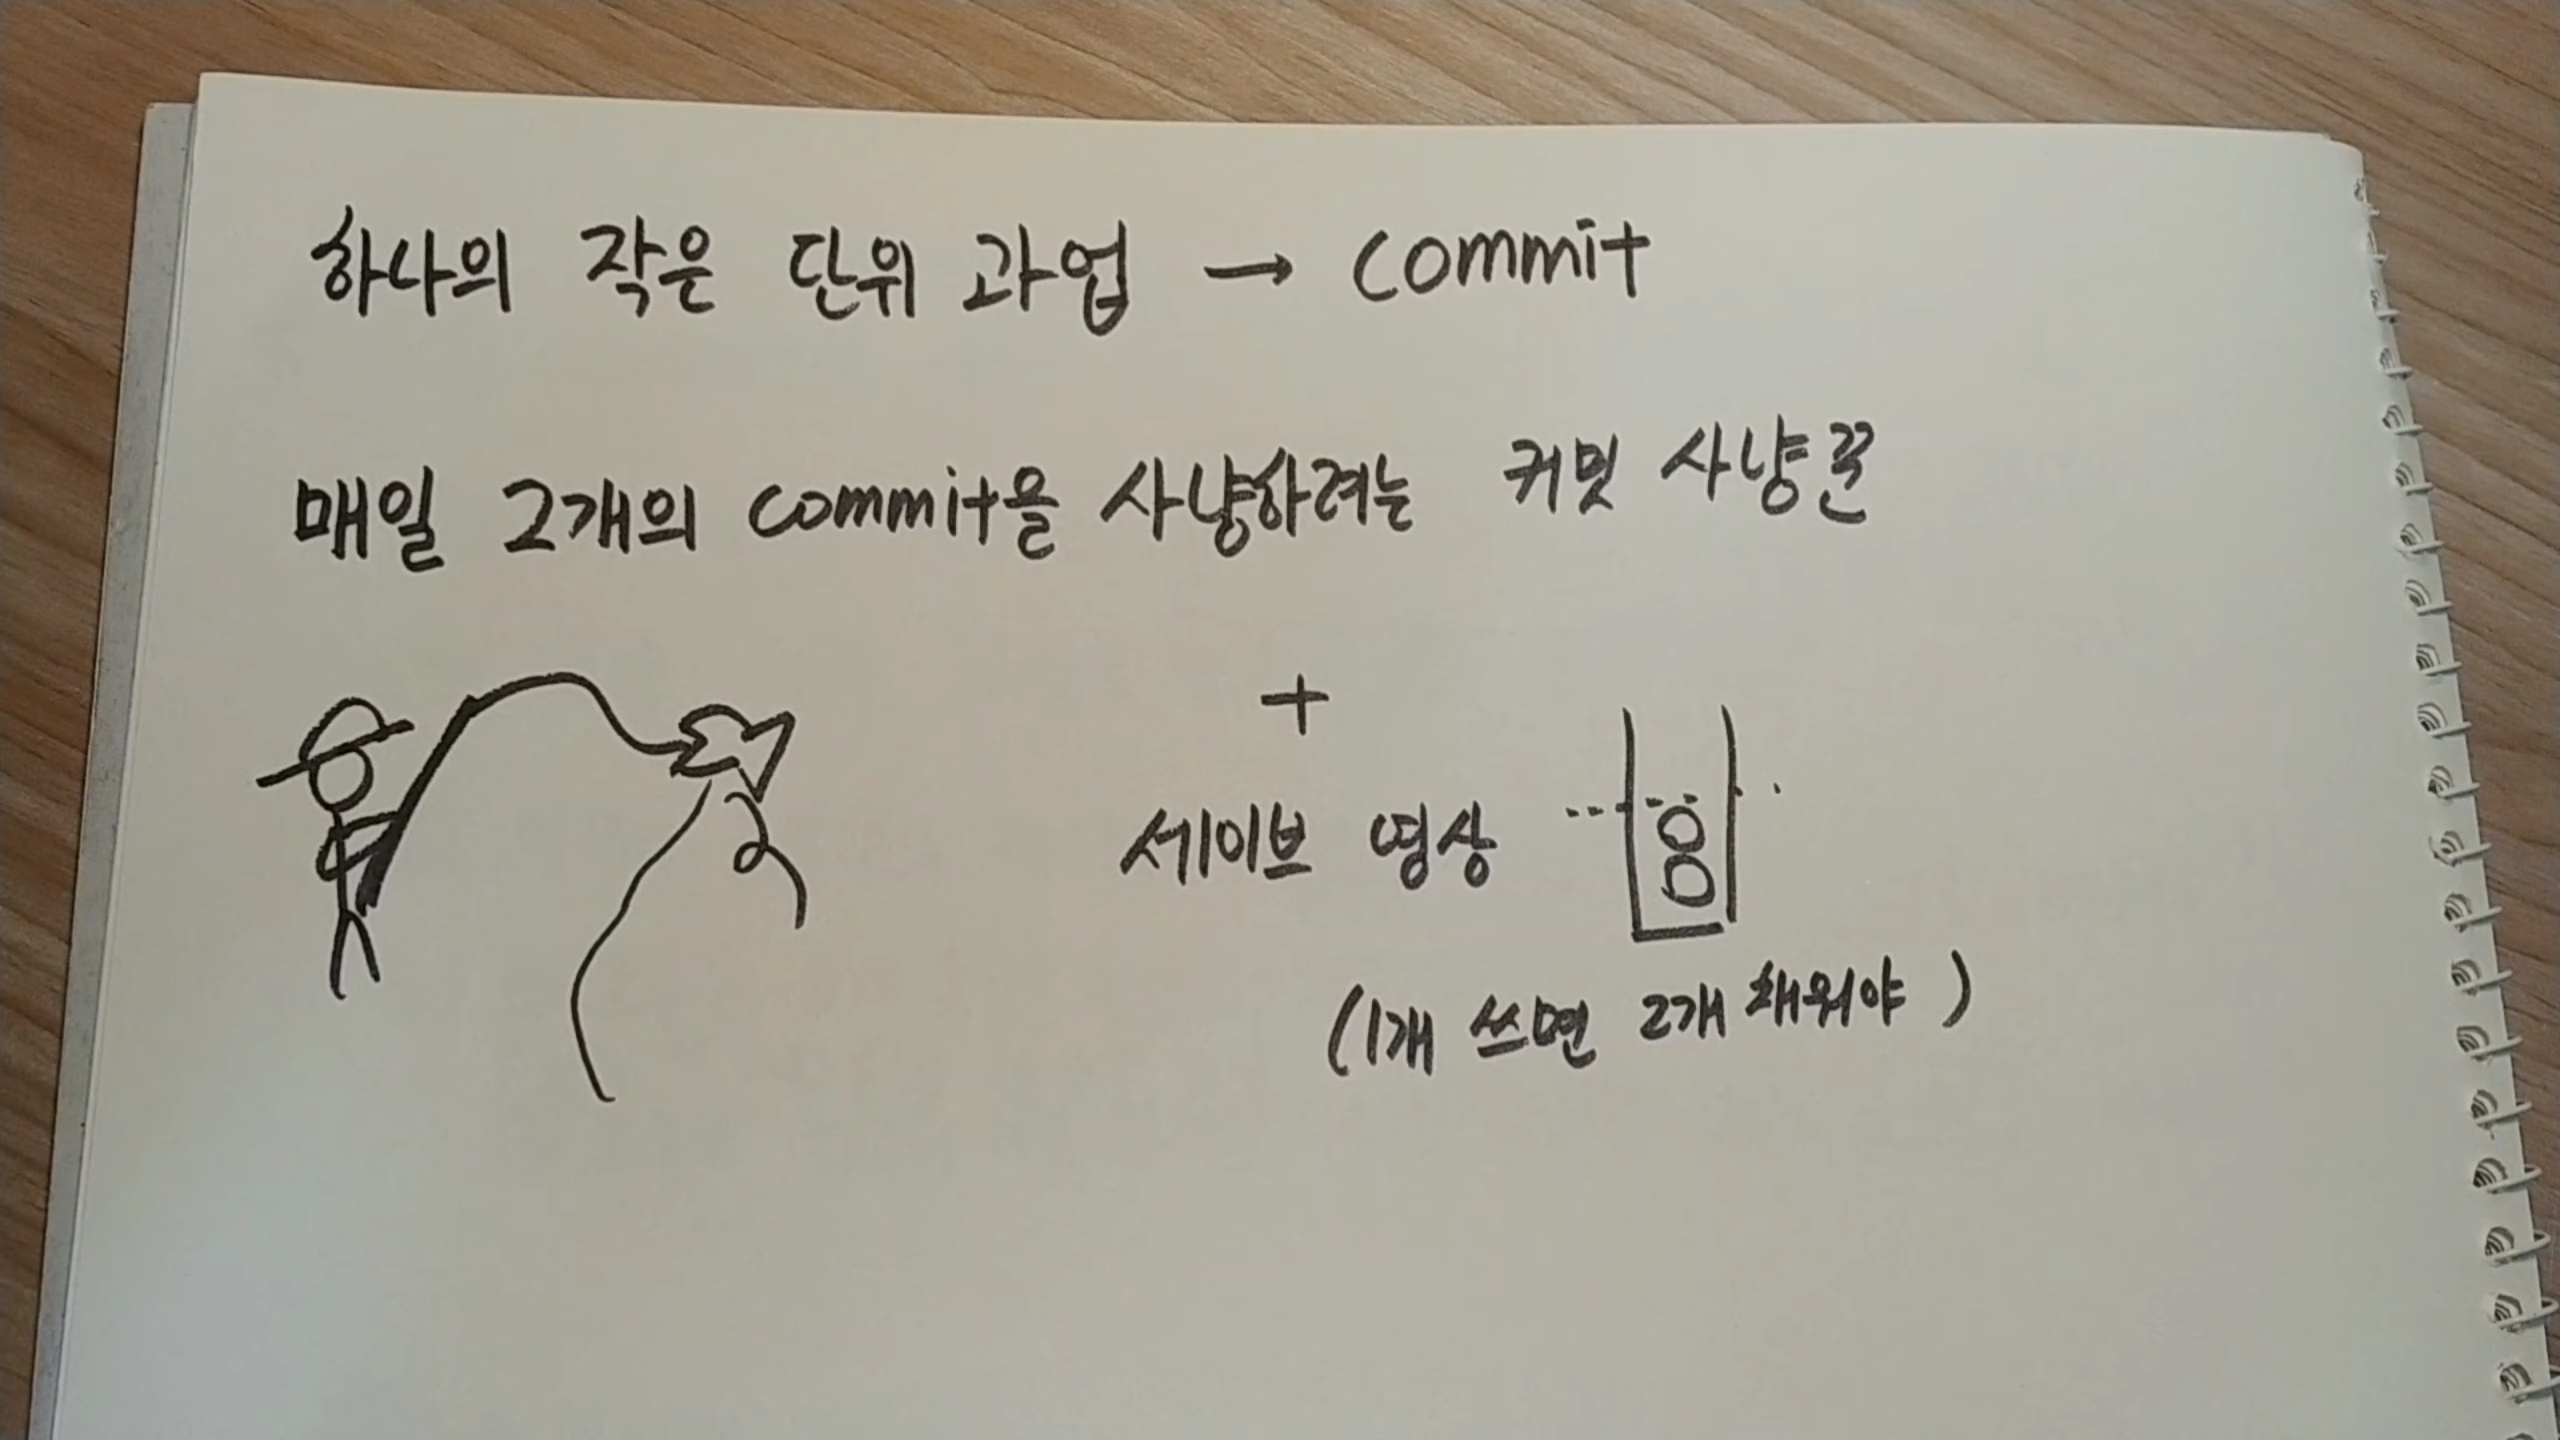 하나의 작은 단위 과업 → commit
매일 2개의 commit을 사냥하려는 커밋 사냥꾼
+
세이브 영상
(1개 쓰면 2개 채워야)